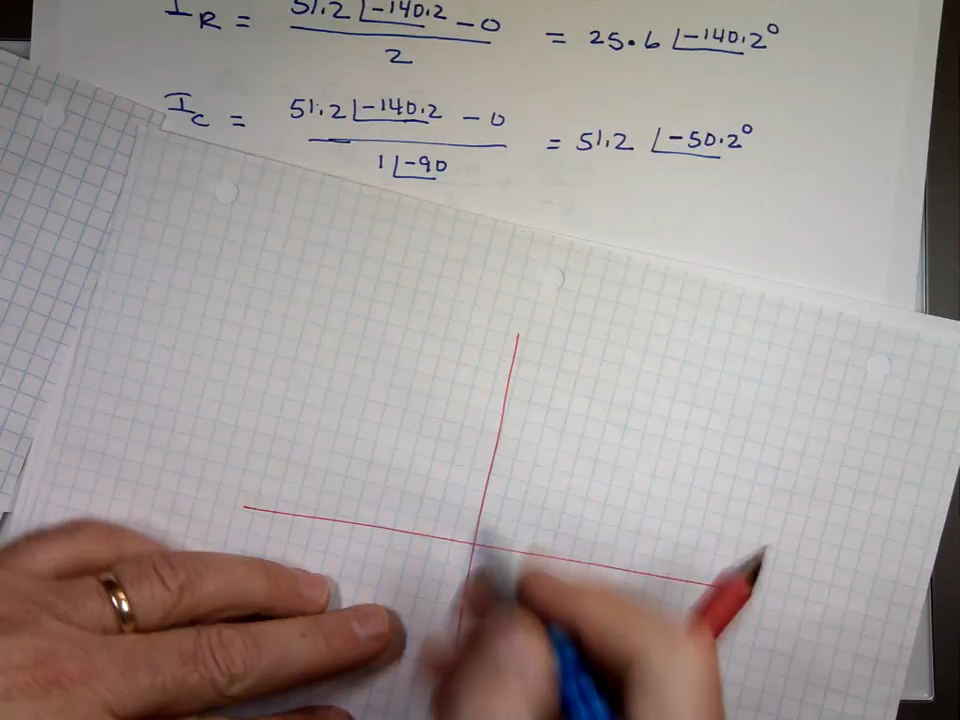 I_R = 51.2 ∠-140.2 - 0 / 2 = 25.6 ∠-140.2°
I_C = 51.2 ∠-140.2 - 0 / 1 ∠-90 = 51.2 ∠-50.2°